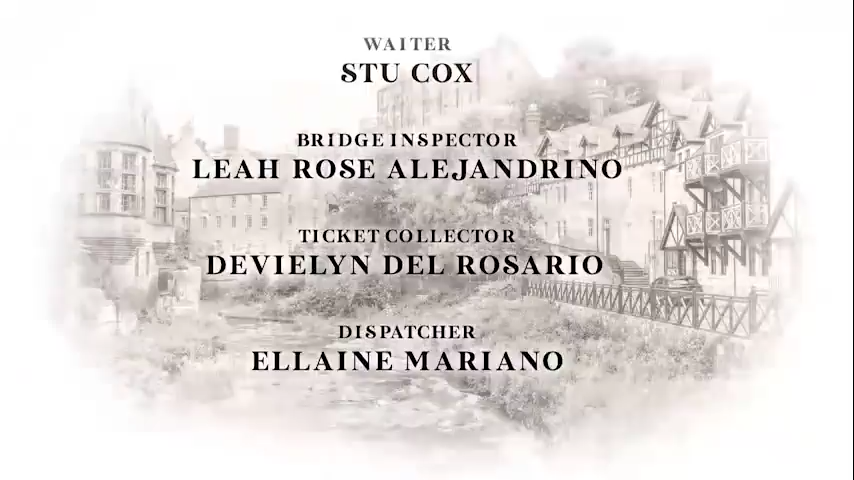 WAITER
STU COX
BRIDGE INSPECTOR
LEAH ROSE ALEJANDRINO
TICKET COLLECTOR
DEVIELYN DEL ROSARIO
DISPATCHER
ELLAINE MARIANO